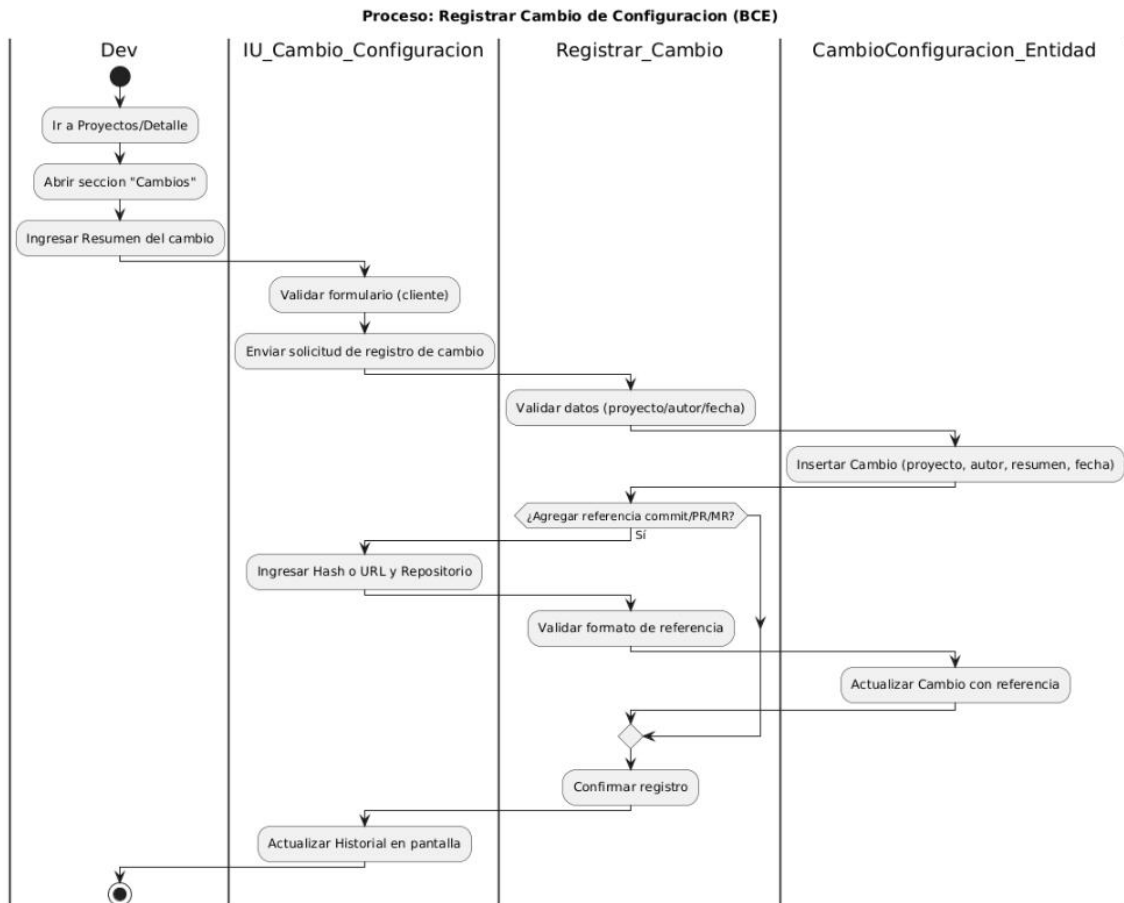 Proceso: Registrar Cambio de Configuracion (BCE)
Dev
IU_Cambio_Configuracion
Registrar_Cambio
CambioConfiguracion_Entidad
Ir a Proyectos/Detalle
Abrir seccion "Cambios"
Ingresar Resumen del cambio
Validar formulario (cliente)
Enviar solicitud de registro de cambio
Validar datos (proyecto/autor/fecha)
Insertar Cambio (proyecto, autor, resumen, fecha)
¿Agregar referencia commit/PR/MR?
Sí
Ingresar Hash o URL y Repositorio
Validar formato de referencia
Actualizar Cambio con referencia
Confirmar registro
Actualizar Historial en pantalla